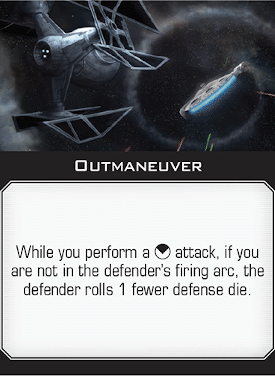 OUTMANEUVER
While you perform a attack, if you
are not in the defender's firing arc, the
defender rolls 1 fewer defense die.